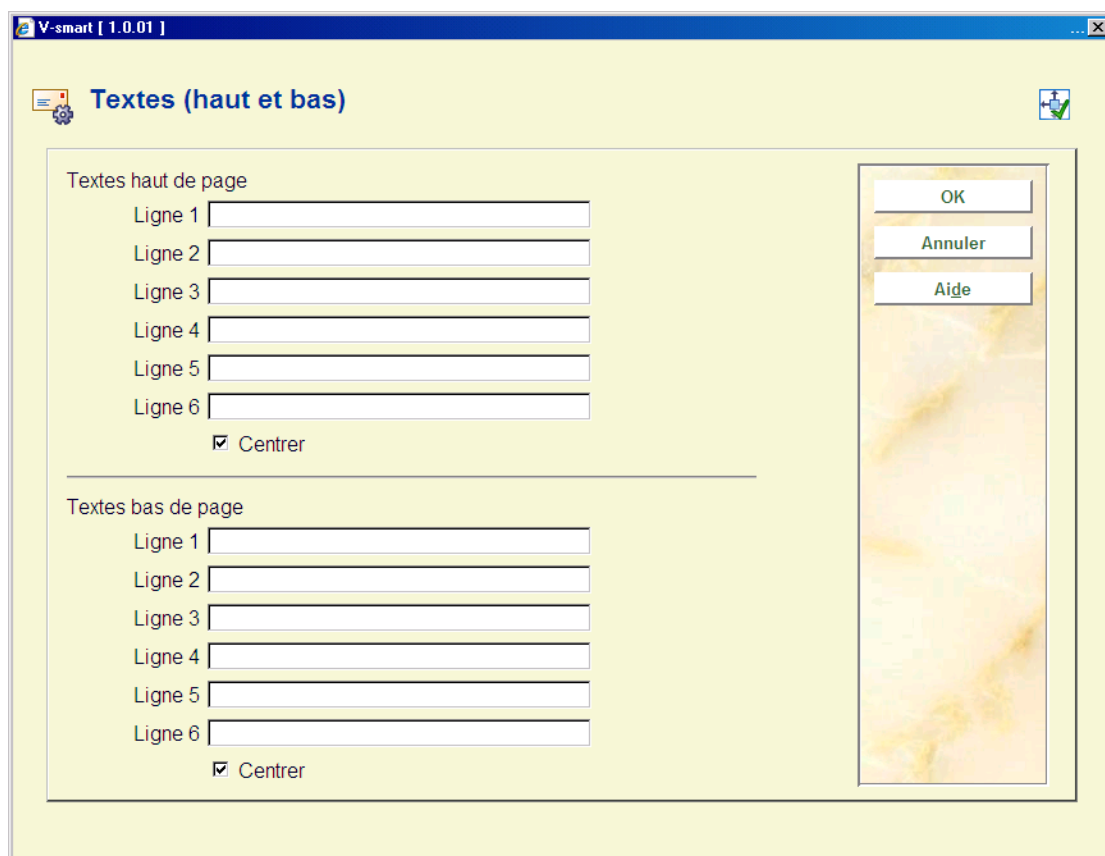 V-smart [ 1.0.01 ]
...
Textes (haut et bas)
Textes haut de page
Ligne 1
Ligne 2
Ligne 3
Ligne 4
Ligne 5
Ligne 6
Centrer
Textes bas de page
Ligne 1
Ligne 2
Ligne 3
Ligne 4
Ligne 5
Ligne 6
Centrer
OK
Annuler
Aide